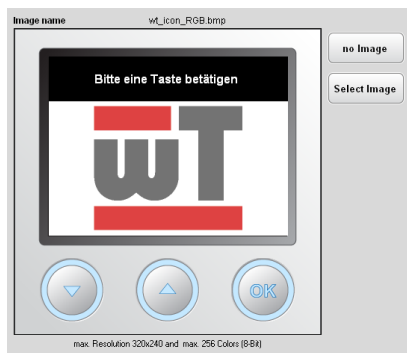 Image name wt_icon_RGB.bmp
no Image
Select Image
Bitte eine Taste betätigen
wT
OK
max. Resolution 320x240 and max. 256 Colors (8-Bit)